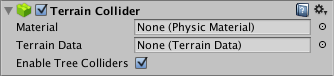 Terrain Collider
Material None (Physic Material)
Terrain Data None (Terrain Data)
Enable Tree Colliders